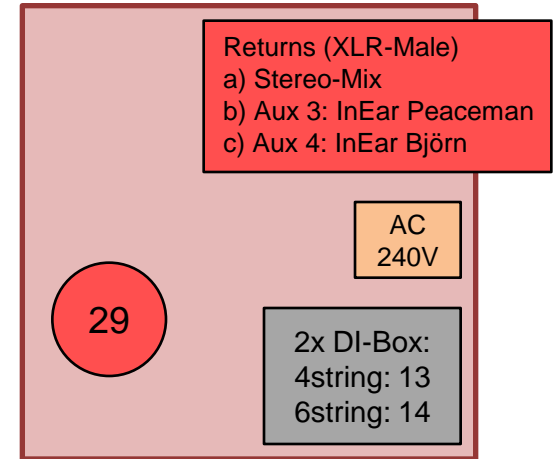 Returns (XLR-Male)
a) Stereo-Mix
b) Aux 3: InEar Peaceman
c) Aux 4: InEar Björn
AC
240V
29
2x DI-Box:
4string: 13
6string: 14